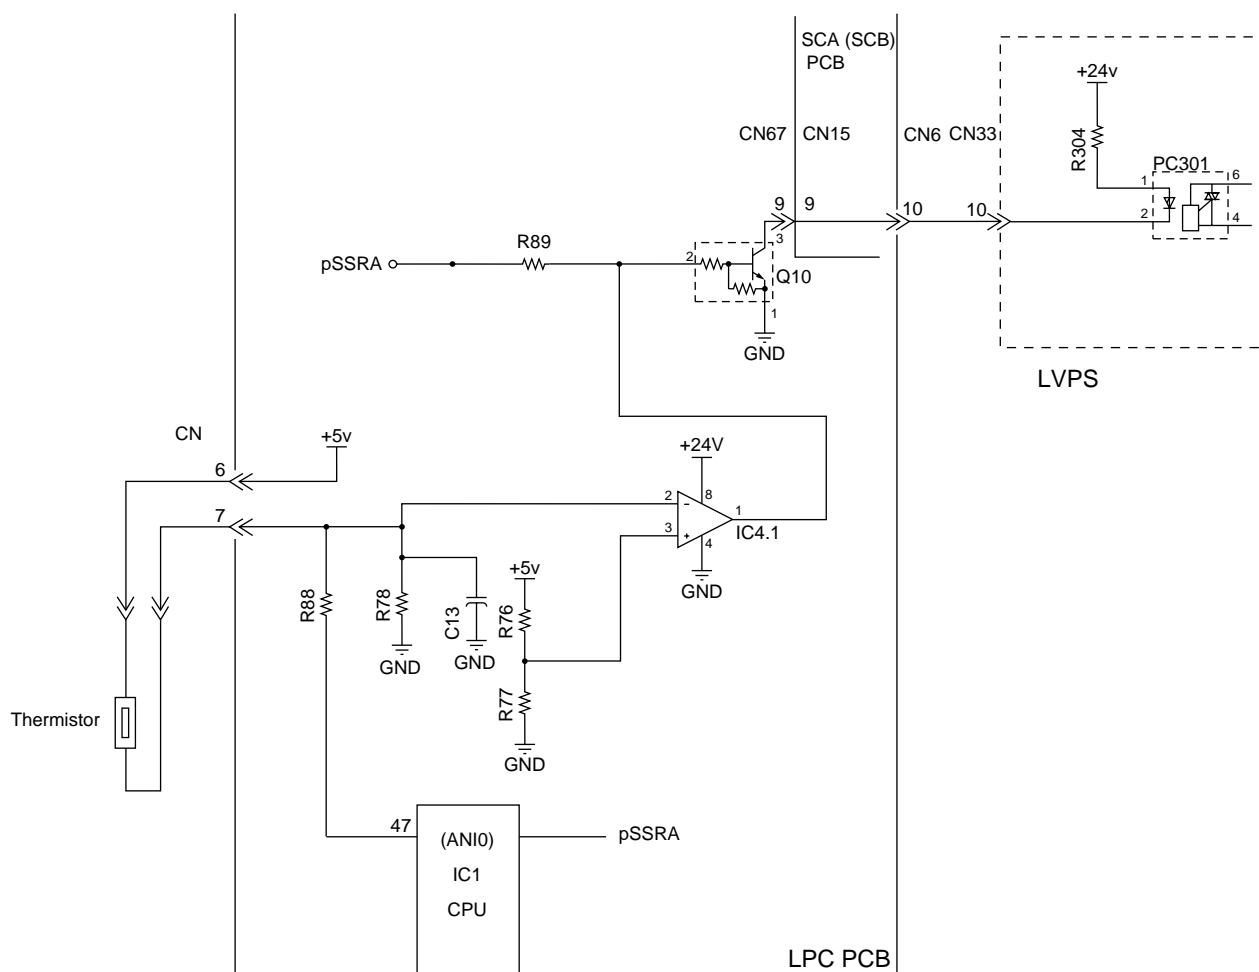 SCA (SCB)
PCB
+24v
CN67
CN15
CN6
CN33
R304
PC301
1
6
2
4
9
9
10
10
3
R89
pSSRA
2
Q10
1
GND
LVPS
CN
+5v
+24V
6
2
8
1
7
3
IC4.1
4
+5v
GND
R88
R78
C13
R76
GND
GND
R77
Thermistor
GND
47
(ANI0)
pSSRA
IC1
CPU
LPC PCB